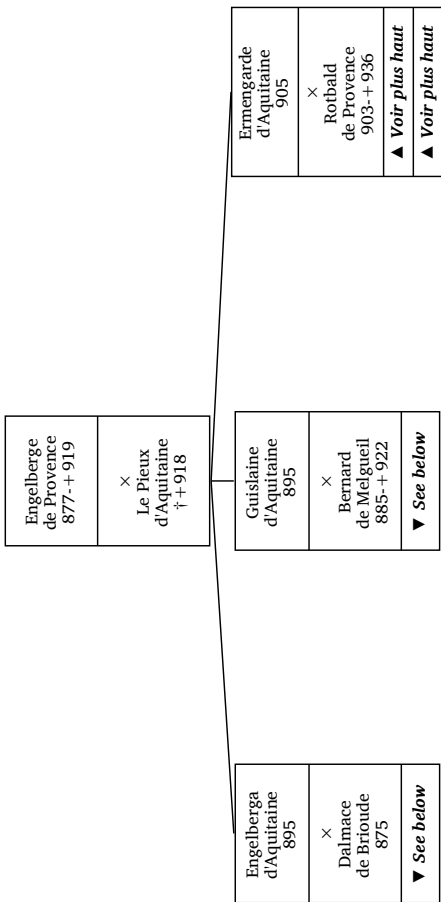 Engelberge
de Provence
877-+919
×
Le Pieux
d'Aquitaine
†+918
Engelberga
d'Aquitaine
895
×
Dalmace
de Brioude
875
▼ See below
Guislaine
d'Aquitaine
895
×
Bernard
de Melgueil
885-+922
▼ See below
Ermengarde
d'Aquitaine
905
×
Rotbald
de Provence
903-+936
▲ Voir plus haut
▲ Voir plus haut